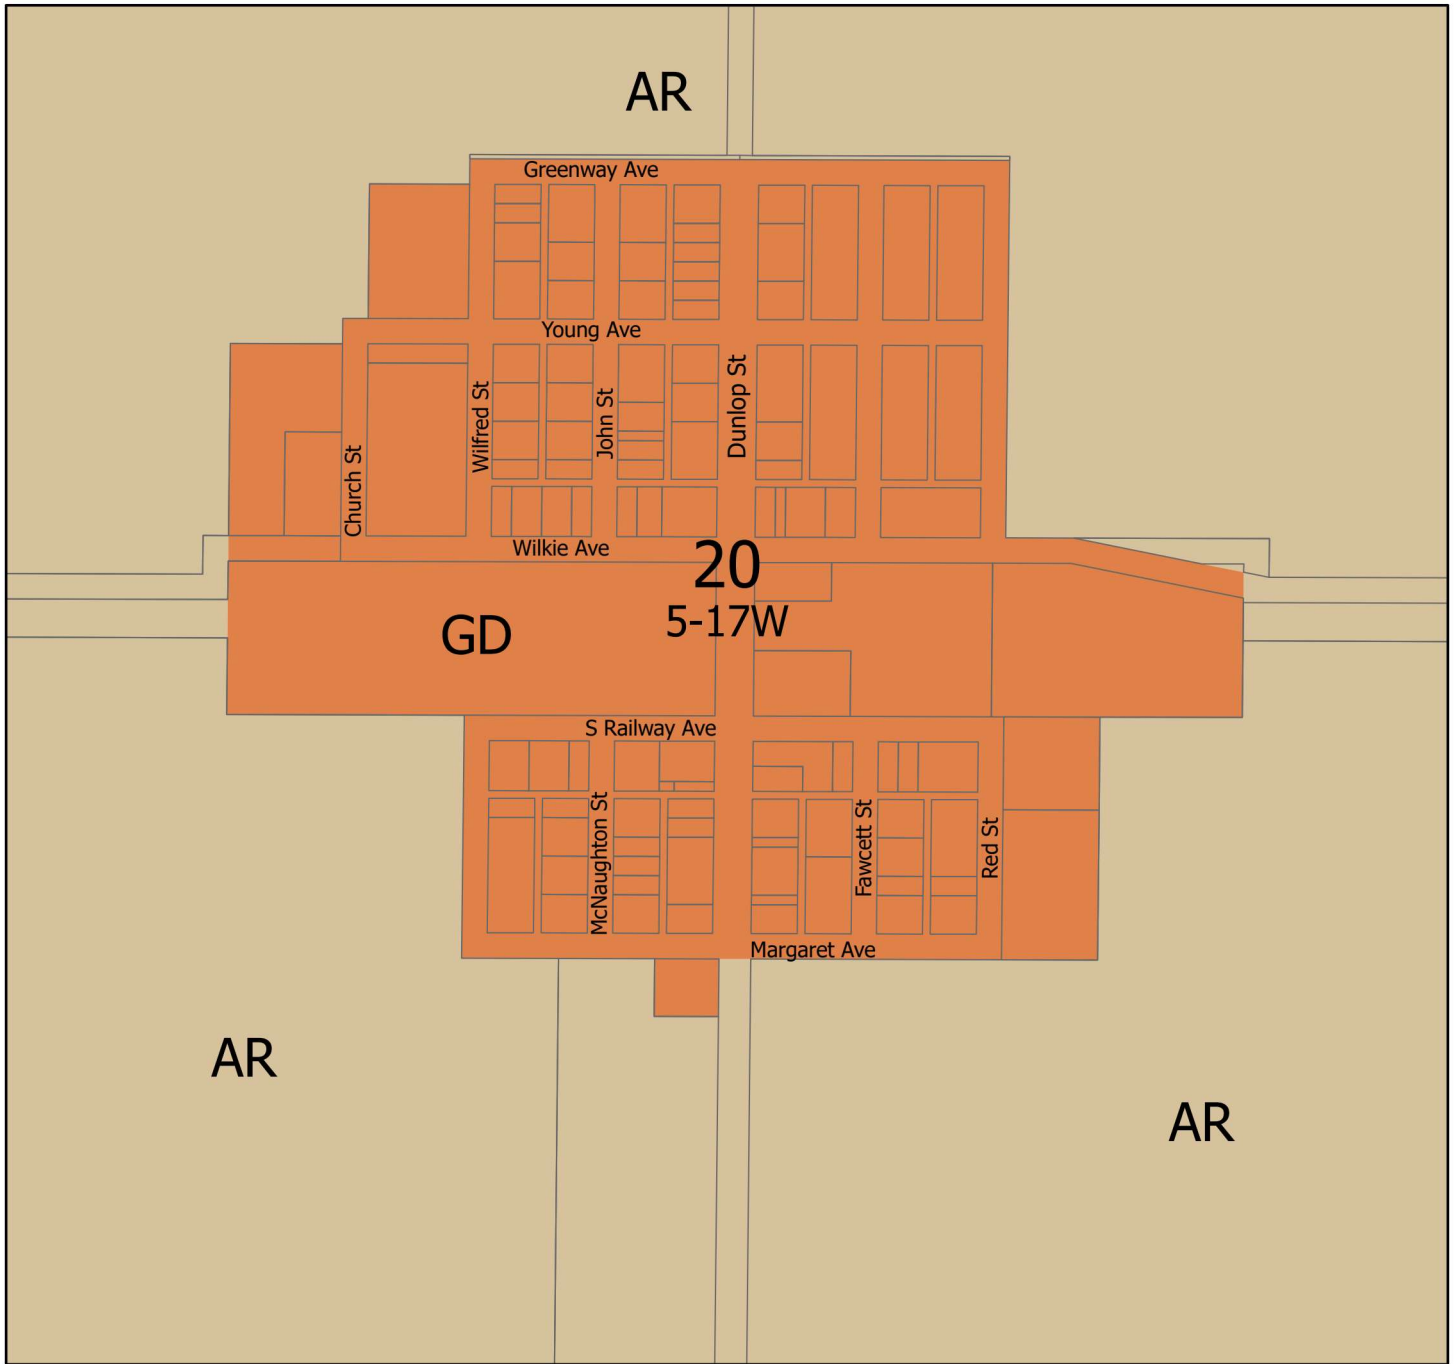 AR
Greenway Ave
Young Ave
Church St
Wilfred St
John St
Dunlop St
Wilkie Ave
20
5-17W
GD
S Railway Ave
McNaughton St
Fawcett St
Red St
Margaret Ave
AR
AR